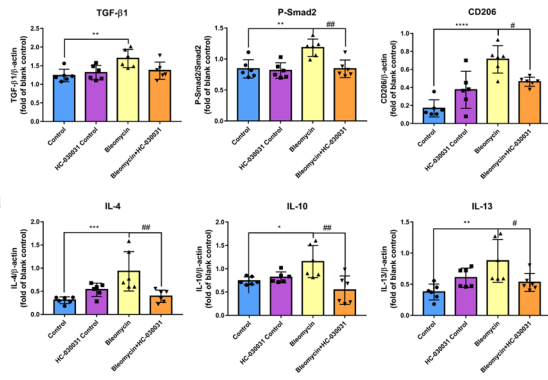 TGF-β1
P-Smad2
CD206
TGF-β1/β-actin
(fold of blank control)
2.5
2.0
1.5
1.0
0.5
0.0
**
Control
HC-030031 Control
Bleomycin
Bleomycin+HC-030031
P-Smad2/Smad2
(fold of blank control)
2.0
1.5
1.0
0.5
0.0
**
##
Control
HC-030031 Control
Bleomycin
Bleomycin+HC-030031
CD206/β-actin
(fold of blank control)
1.0
0.8
0.6
0.4
0.2
0.0
****
#
Control
HC-030031 Control
Bleomycin
Bleomycin+HC-030031
IL-4
IL-10
IL-13
IL-4/β-actin
(fold of blank control)
2.0
1.5
1.0
0.5
0.0
***
##
Control
HC-030031 Control
Bleomycin
Bleomycin+HC-030031
IL-10/β-actin
(fold of blank control)
2.0
1.5
1.0
0.5
0.0
*
##
Control
HC-030031 Control
Bleomycin
Bleomycin+HC-030031
IL-13/β-actin
(fold of blank control)
1.5
1.0
0.5
0.0
**
#
Control
HC-030031 Control
Bleomycin
Bleomycin+HC-030031